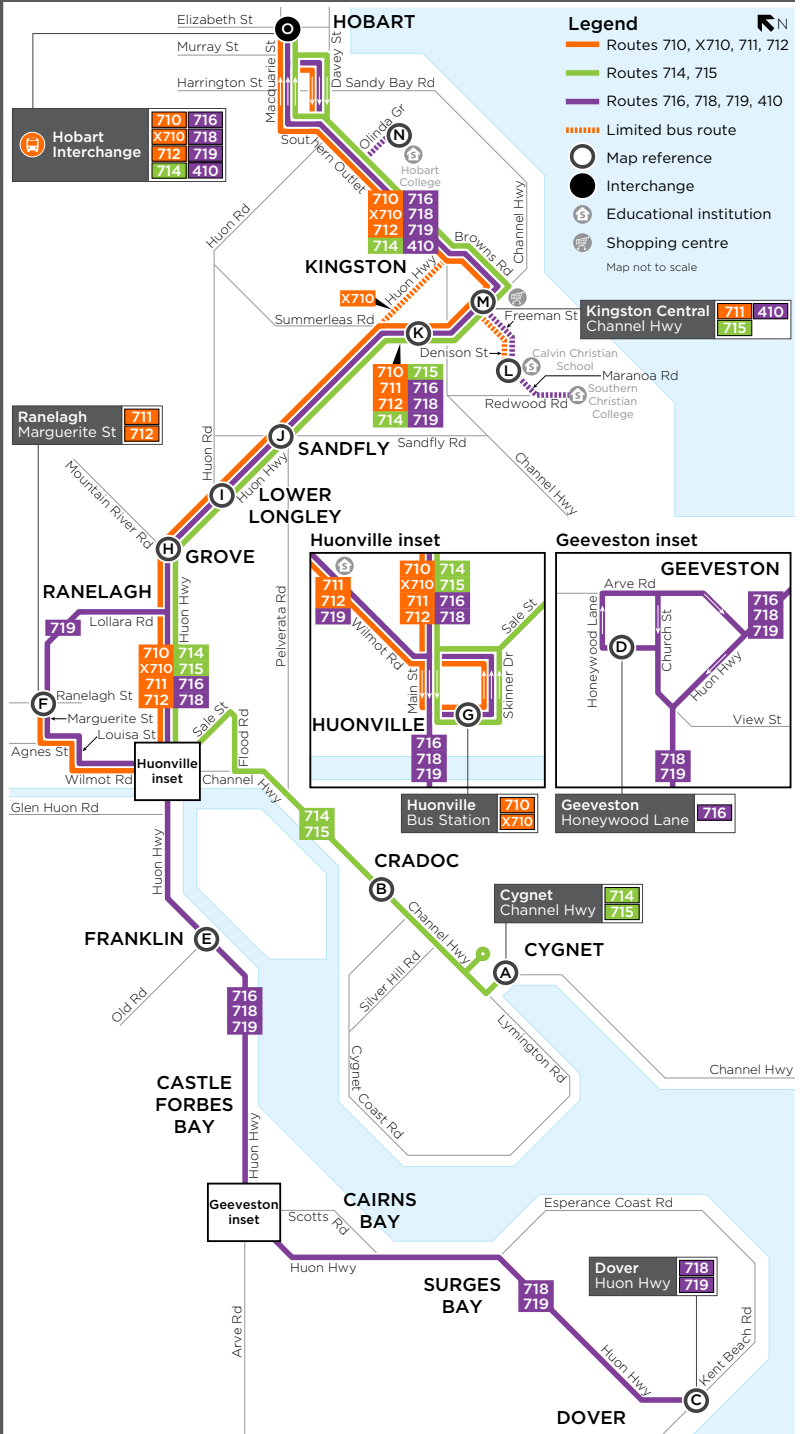 Elizabeth St
HOBART
O
Murray St
Macquarie St
Davey St
Harrington St
Sandy Bay Rd
Legend
N
Routes 710, X710, 711, 712
Routes 714, 715
Routes 716, 718, 719, 410
Limited bus route
Map reference
Interchange
Educational institution
Shopping centre
Map not to scale
Hobart
Interchange
710 716
X710 718
712 719
714 410
Southern Outlet
Olinda Gr
N
S
Hobart
College
Huon Rd
Channel Hwy
710 716
X710 718
712 719
714 410
KINGSTON
Huon Hwy
Browns Rd
X710
Summerleas Rd
M
K
Freeman St
Kingston Central
Channel Hwy
711 410
715
Denison St
L
S
Calvin Christian
School
Maranoa Rd
Redwood Rd
S
Southern
Christian
College
710 715
711 716
712 718
714 719
Ranelagh
Marguerite St
711
712
Huon Rd
J
SANDFLY
Sandfly Rd
Channel Hwy
Huon Hwy
Mountain River Rd
I
LOWER
LONGLEY
H
GROVE
RANELAGH
719
Lollara Rd
Huon Hwy
Pelverata Rd
710 714
X710 715
711 716
712 718
F
Ranelagh St
Marguerite St
Louisa St
Agnes St
Wilmot Rd
Huonville
inset
Sale St
Flood Rd
Channel Hwy
Glen Huon Rd
714
715
Huonville inset
S
711
712
719
710 714
X710 715
711 716
712 718
Sale St
Wilmot Rd
Main St
Skinner Dr
G
HUONVILLE
716
718
719
Huonville
Bus Station
710
X710
Geeveston inset
GEEVESTON
Arve Rd
716
718
719
Honeywood Lane
D
Church St
Huon Hwy
View St
718
719
Geeveston
Honeywood Lane
716
Huon Hwy
CRADOC
B
Channel Hwy
Cygnet
Channel Hwy
714
715
CYGNET
A
FRANKLIN
E
Old Rd
Silver Hill Rd
Lymington Rd
Cygnet Coast Rd
Channel Hwy
716
718
719
CASTLE
FORBES
BAY
Huon Hwy
Geeveston
inset
Scotts Rd
CAIRNS
BAY
Esperance Coast Rd
Huon Hwy
Arve Rd
SURGES
BAY
718
719
Dover
Huon Hwy
718
719
Huon Hwy
Kent Beach Rd
C
DOVER